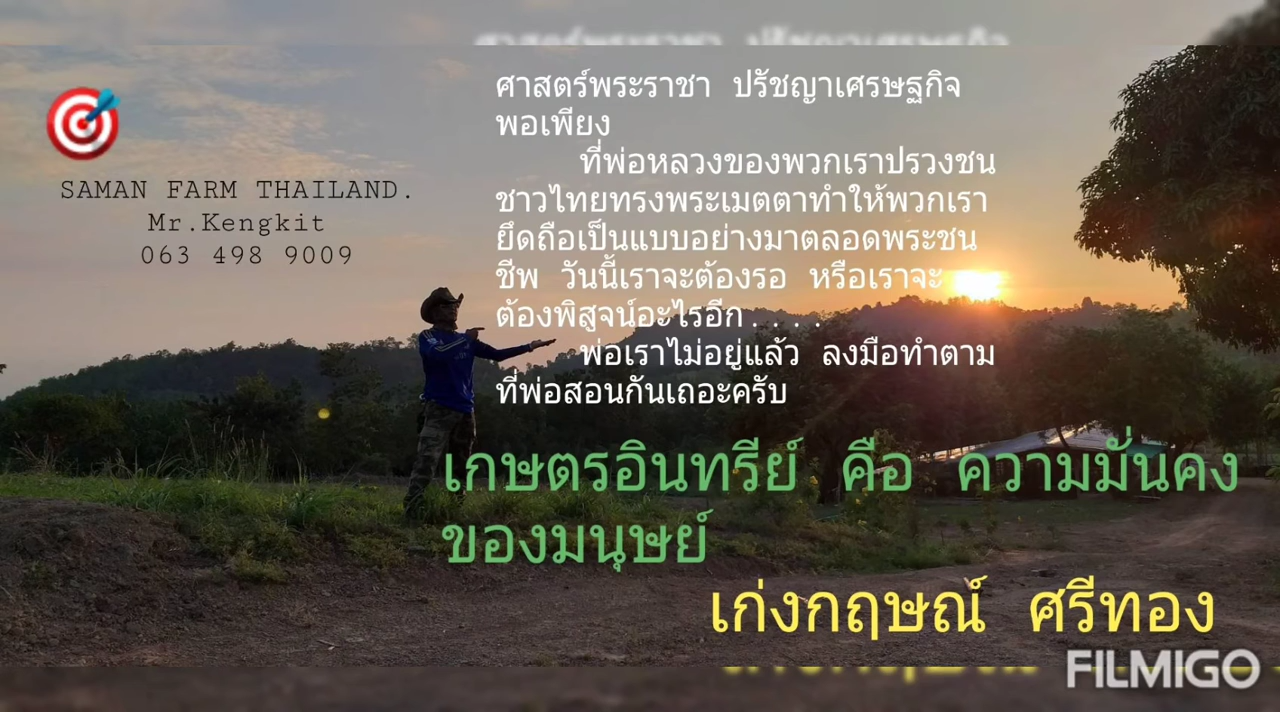 SAMAN FARM THAILAND.
Mr.Kengkit
063 498 9009
ศาสตร์พระราชา ปรัชญาเศรษฐกิจ
พอเพียง
ที่พ่อหลวงของพวกเราปรวงชน
ชาวไทยทรงพระเมตตาทำให้พวกเรา
ยึดถือเป็นแบบอย่างมาตลอดพระชน
ชีพ วันนี้เราจะต้องรอ หรือเราจะ
ต้องพิสูจน์อะไรอีก....
พ่อเราไม่อยู่แล้ว ลงมือทำตาม
ที่พ่อสอนกันเถอะครับ
เกษตรอินทรีย์ คือ ความมั่นคง
ของมนุษย์
เก่งกฤษณ์ ศรีทอง
FILMIGO